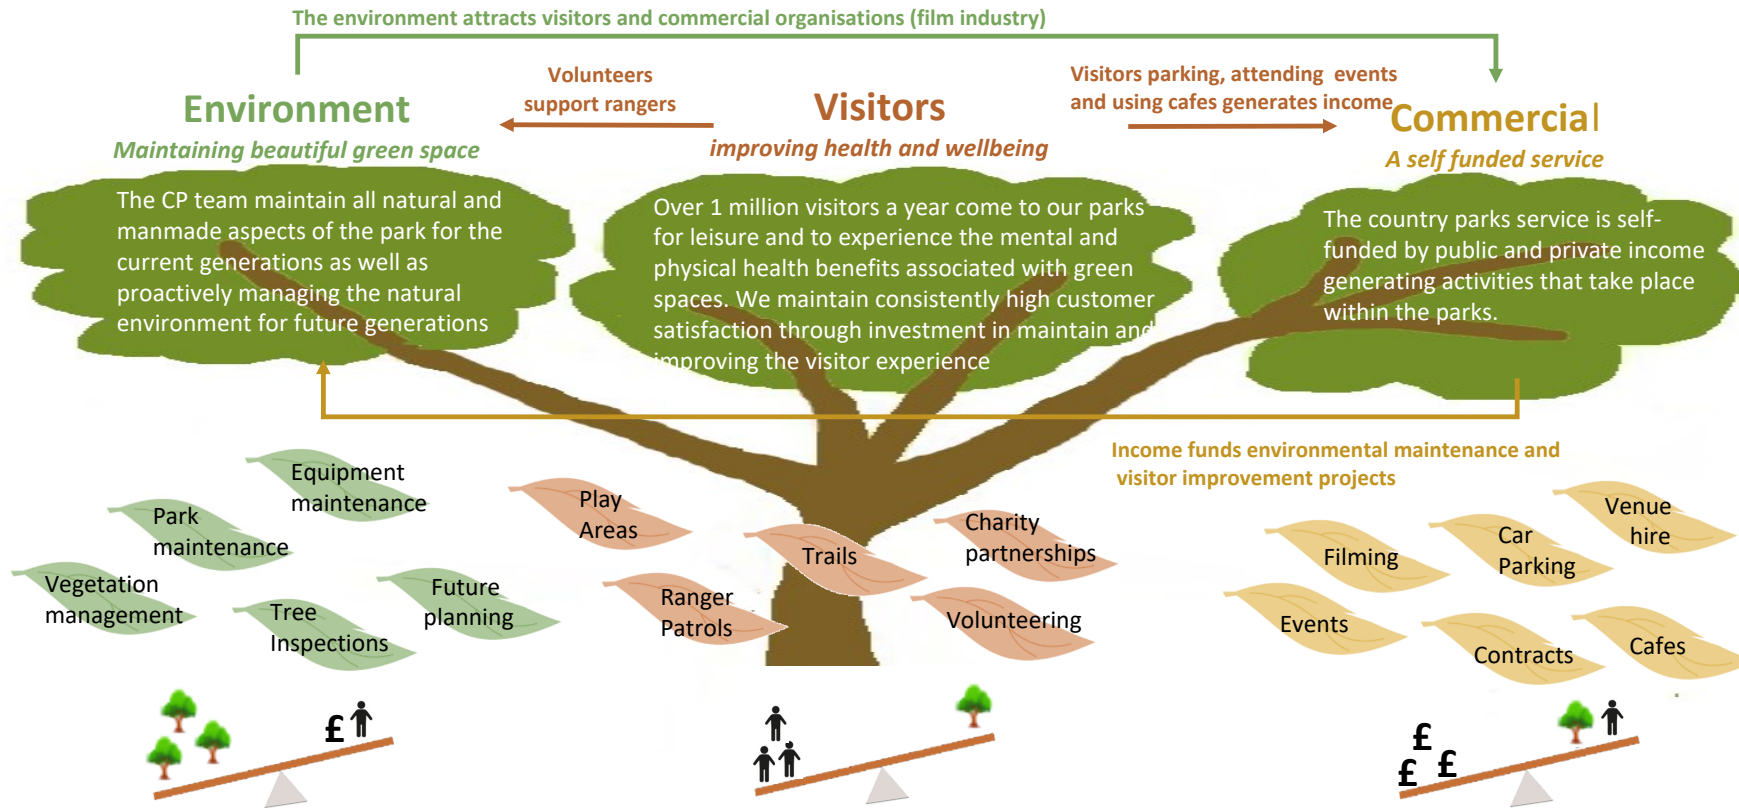 The environment attracts visitors and commercial organisations (film industry)
Volunteers
support rangers
Visitors parking, attending events
and using cafes generates income
Environment
Maintaining beautiful green space
Visitors
improving health and wellbeing
Commercial
A self funded service
The CP team maintain all natural and
manmade aspects of the park for the
current generations as well as
proactively managing the natural
environment for future generations
Over 1 million visitors a year come to our parks
for leisure and to experience the mental and
physical health benefits associated with green
spaces. We maintain consistently high customer
satisfaction through investment in maintain and
improving the visitor experience
The country parks service is self-
funded by public and private income
generating activities that take place
within the parks.
Income funds environmental maintenance and
visitor improvement projects
Equipment
maintenance
Park
maintenance
Vegetation
management
Tree
Inspections
Future
planning
Play
Areas
Trails
Charity
partnerships
Ranger
Patrols
Volunteering
Venue
hire
Car
Parking
Filming
Events
Contracts
Cafes
£
£
£
£